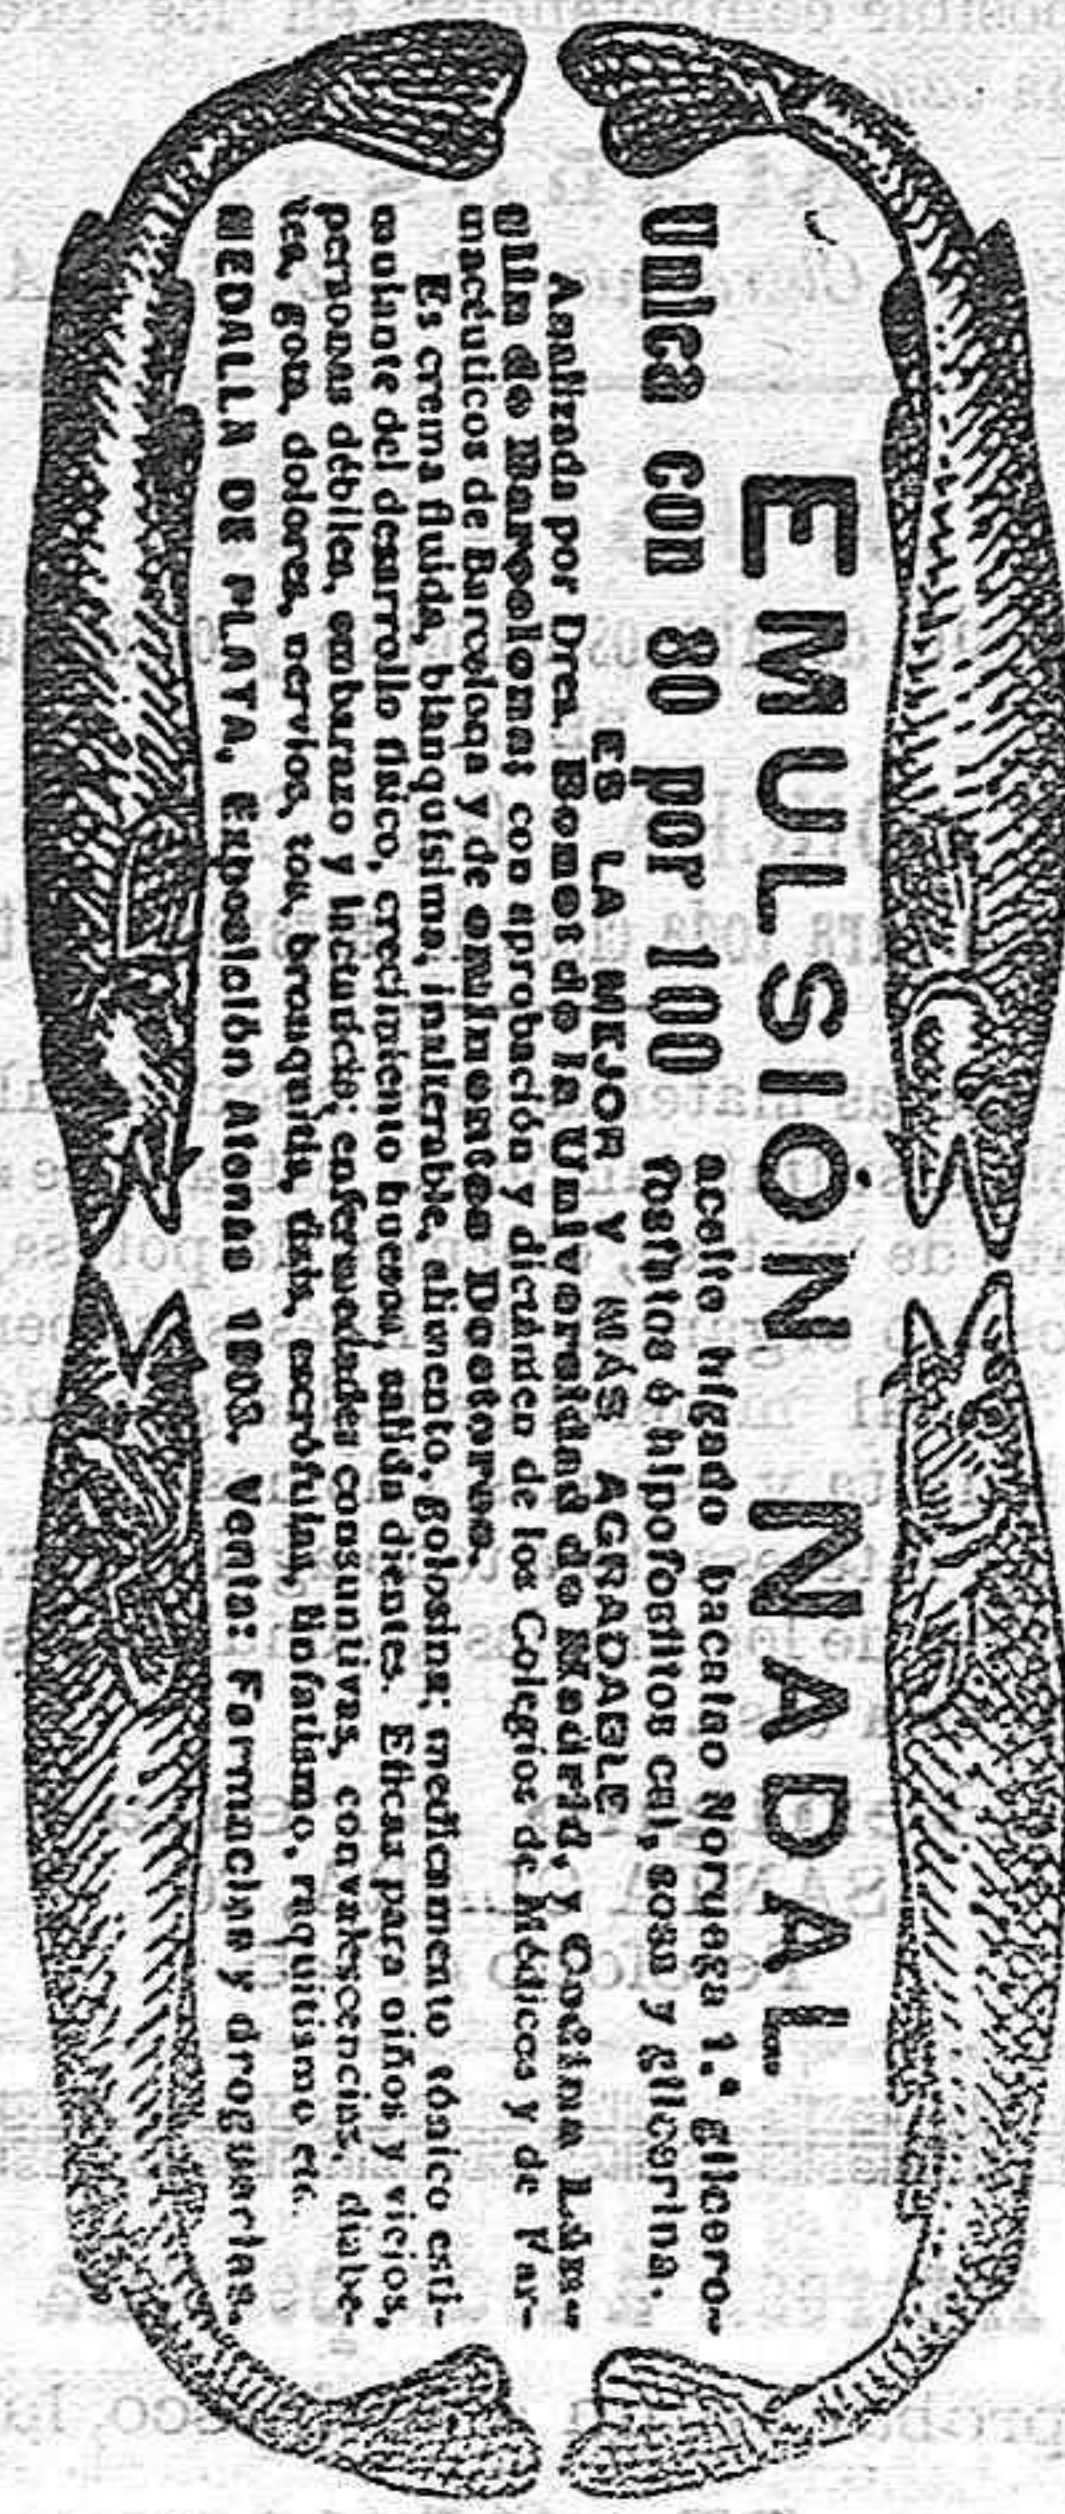 EMULSIÓN NADAL
Unica con 80 por 100
aceite hígado bacalao Noruega 1.ª glicero-
fosfatos é hipofosfitos cal, sosa y glicerina.
ES LA MEJOR Y MÁS AGRADABLE
Analizada por Dres. Bonet de la Universidad de Madrid, y Codina Län-
glin de Barcelona; con aprobación y dictámen de los Colegios de Médicos y de Far-
macéuticos de Barcelona y de eminentes Doctores.
Es crema fluida, blanquísima, inalterable, alimento, golosina; medicamento tónico esti-
mulante del desarrollo físico, crecimiento huesos, salida dientes. Eficaz para niños y viejos,
personas débiles, embarazo y lactancia; enfermedades consuntivas, convalescencias, diabe-
tes, gota, dolores, nervios, tos, bronquitis, tisis, escrófulas, linfatismo, raquitismo etc.
MEDALLA DE PLATA, Exposición Atenas 1903. Venta: Farmacias y droguerías.